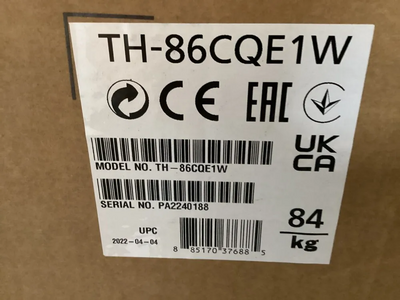 TH-86CQE1W
CE EAC
UK
CA
MODEL NO. TH-86CQE1W
SERIAL NO. PA2240188
84
kg
UPC
2022-04-04
8 85170 37688 5